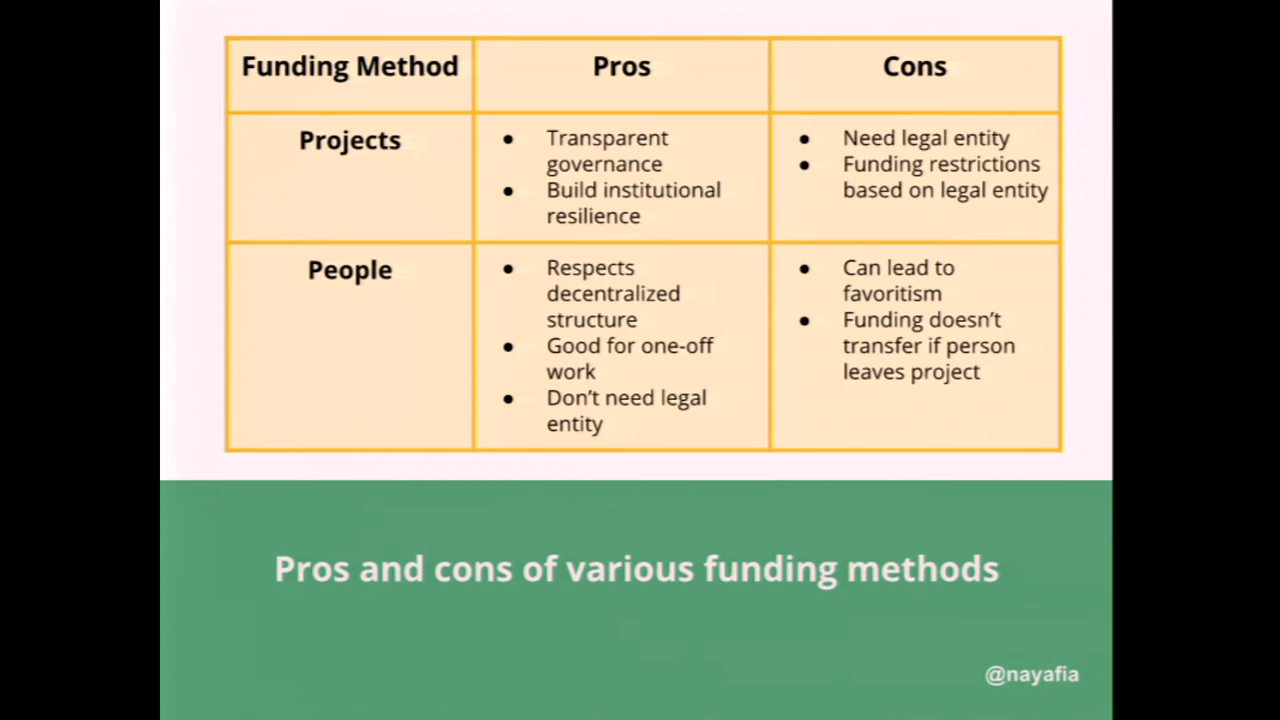 Funding Method
Pros
Cons
Projects
● Transparent
governance
● Build institutional
resilience
● Need legal entity
● Funding restrictions
based on legal entity
People
● Respects
decentralized
structure
● Good for one-off
work
● Don’t need legal
entity
● Can lead to
favoritism
● Funding doesn’t
transfer if person
leaves project
Pros and cons of various funding methods
@nayafia